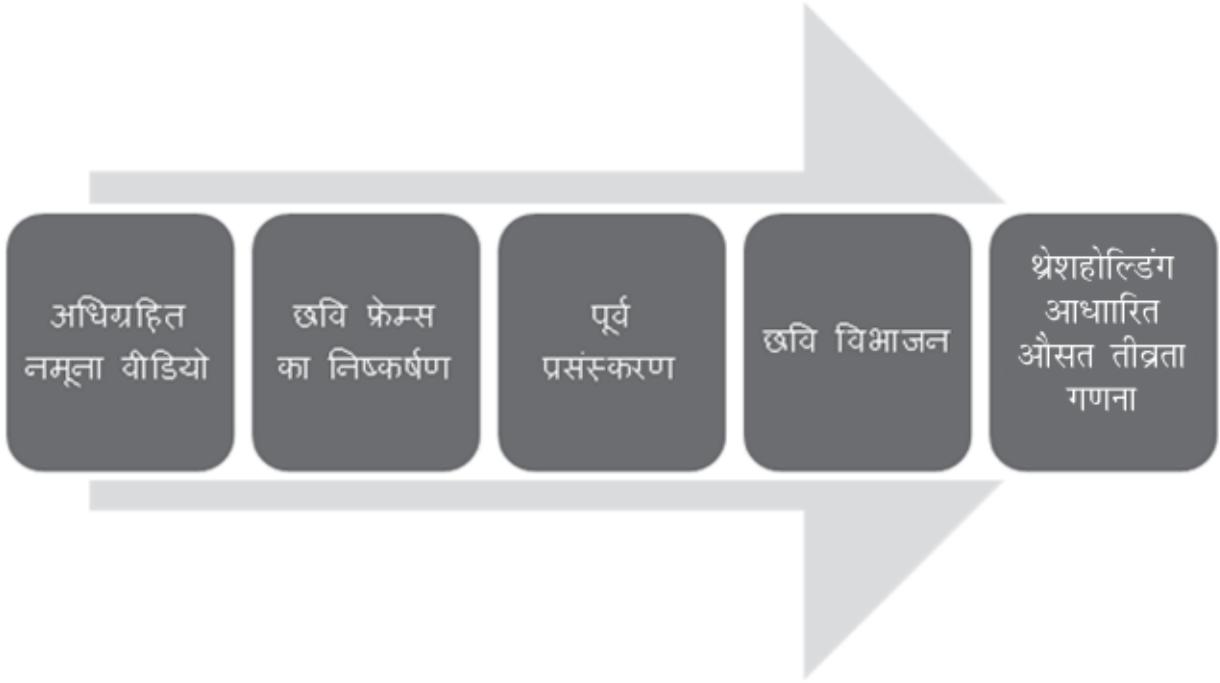 अधिग्रहित
नमूना वीडियो
छवि फ्रेम्स
का निष्कर्षण
पूर्व
प्रसंस्करण
छवि विभाजन
थ्रेशहोल्डिंग
आधाारित
औसत तीव्रता
गणना